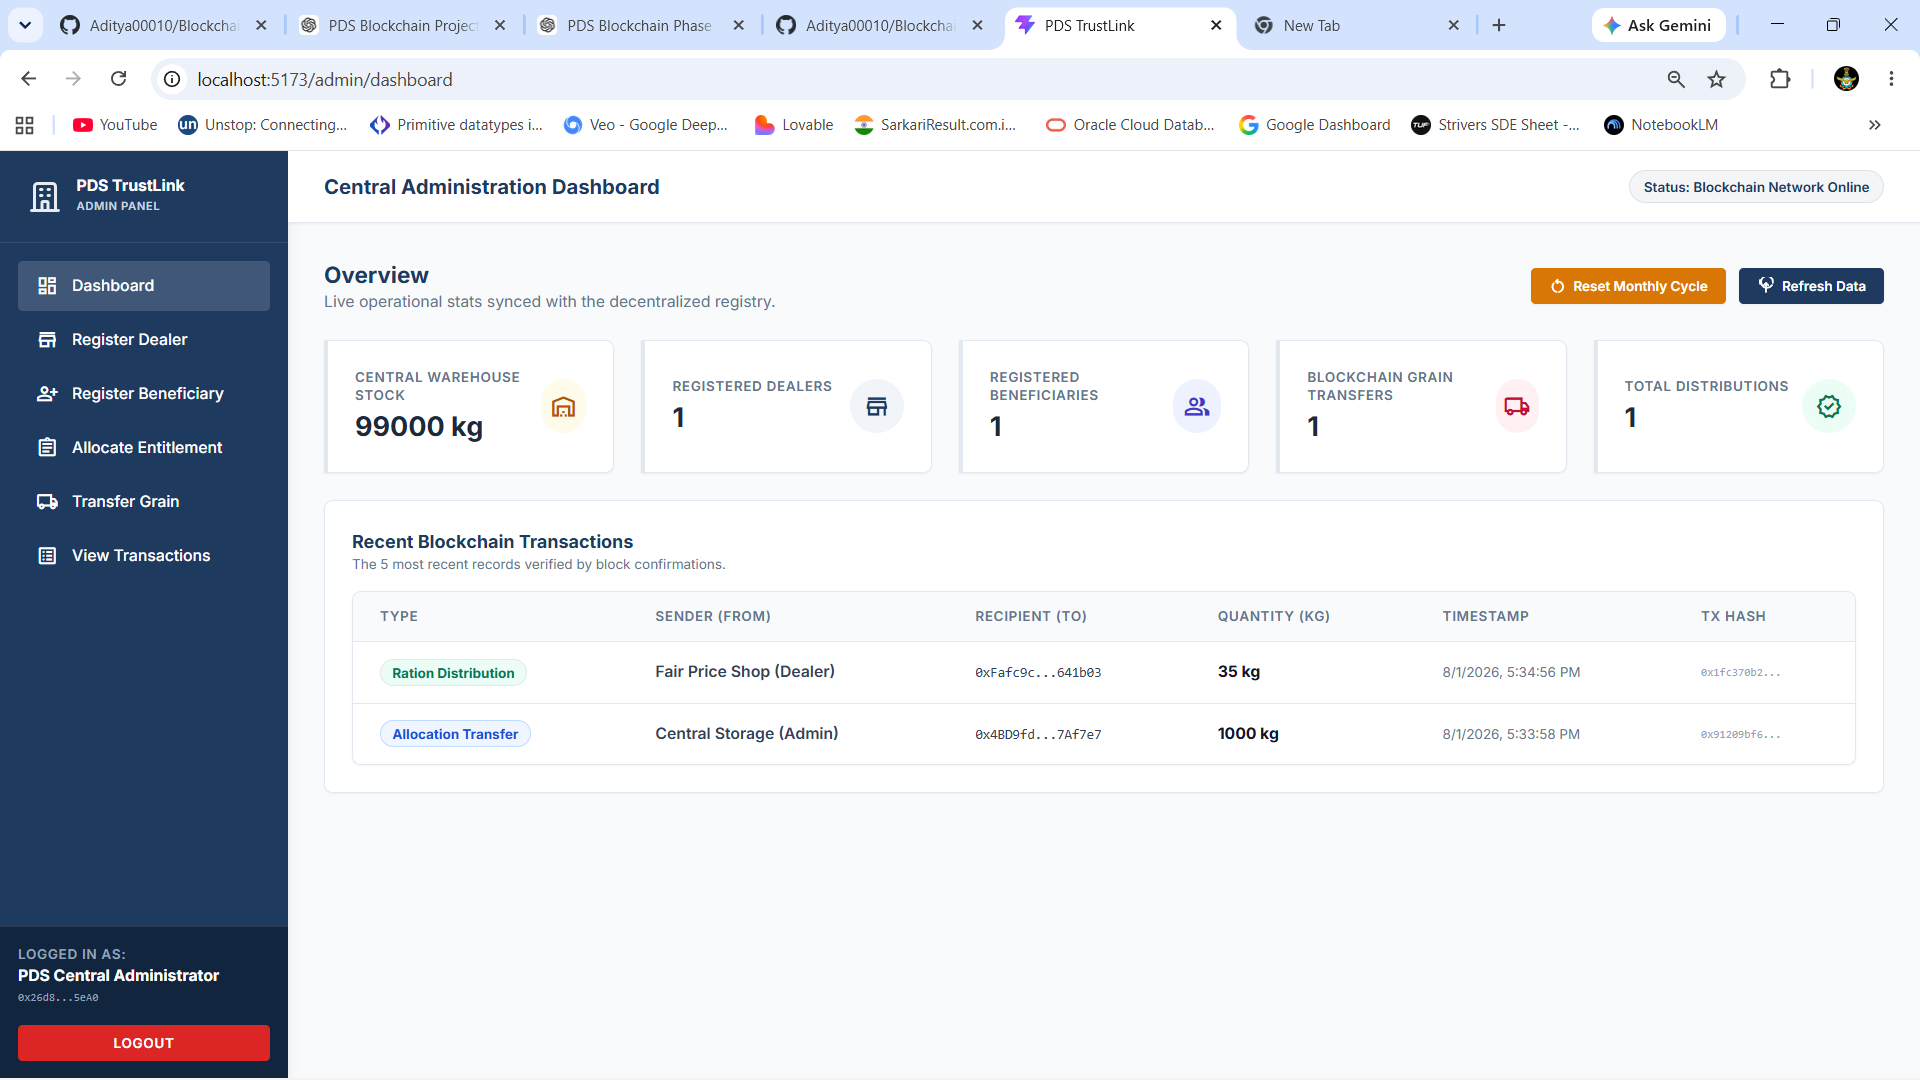 Aditya00010/Blockchai
PDS Blockchain Project
PDS Blockchain Phase
Aditya00010/Blockchai
PDS TrustLink
New Tab
Ask Gemini
localhost:5173/admin/dashboard
YouTube
Unstop: Connecting...
Primitive datatypes i...
Veo - Google Deep...
Lovable
SarkariResult.com.i...
Oracle Cloud Datab...
Google Dashboard
Strivers SDE Sheet -...
NotebookLM
PDS TrustLink
ADMIN PANEL
Dashboard
Register Dealer
Register Beneficiary
Allocate Entitlement
Transfer Grain
View Transactions
LOGGED IN AS:
PDS Central Administrator
0x26d8...5eA0
LOGOUT
Central Administration Dashboard
Status: Blockchain Network Online
Overview
Live operational stats synced with the decentralized registry.
Reset Monthly Cycle
Refresh Data
CENTRAL WAREHOUSE
STOCK
99000 kg
REGISTERED DEALERS
1
REGISTERED
BENEFICIARIES
1
BLOCKCHAIN GRAIN
TRANSFERS
1
TOTAL DISTRIBUTIONS
1
Recent Blockchain Transactions
The 5 most recent records verified by block confirmations.
TYPE SENDER (FROM) RECIPIENT (TO) QUANTITY (KG) TIMESTAMP TX HASH
Ration Distribution Fair Price Shop (Dealer) 0xFafc9c...641b03 35 kg 8/1/2026, 5:34:56 PM 0x1fc370b2...
Allocation Transfer Central Storage (Admin) 0x4BD9fd...7Af7e7 1000 kg 8/1/2026, 5:33:58 PM 0x91209bf6...